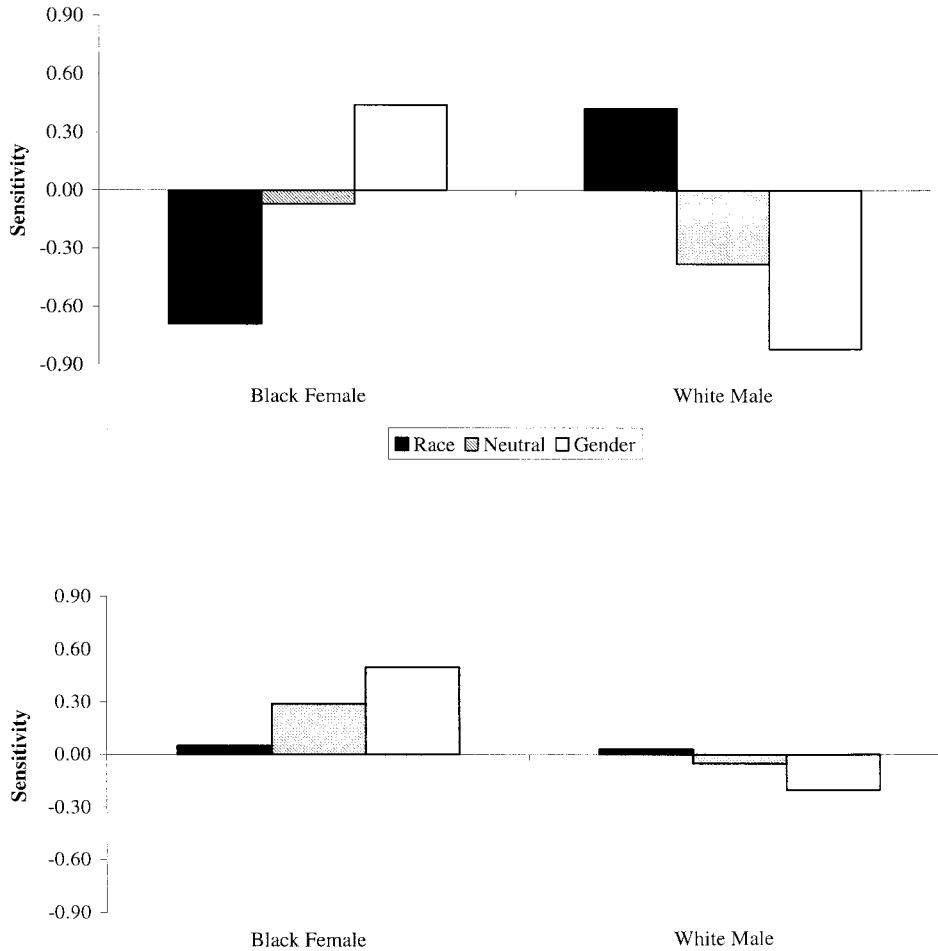 0.90
0.60
0.30
0.00
-0.30
-0.60
-0.90
Sensitivity
Black Female White Male
Race Neutral Gender
0.90
0.60
0.30
0.00
-0.30
-0.60
-0.90
Sensitivity
Black Female White Male